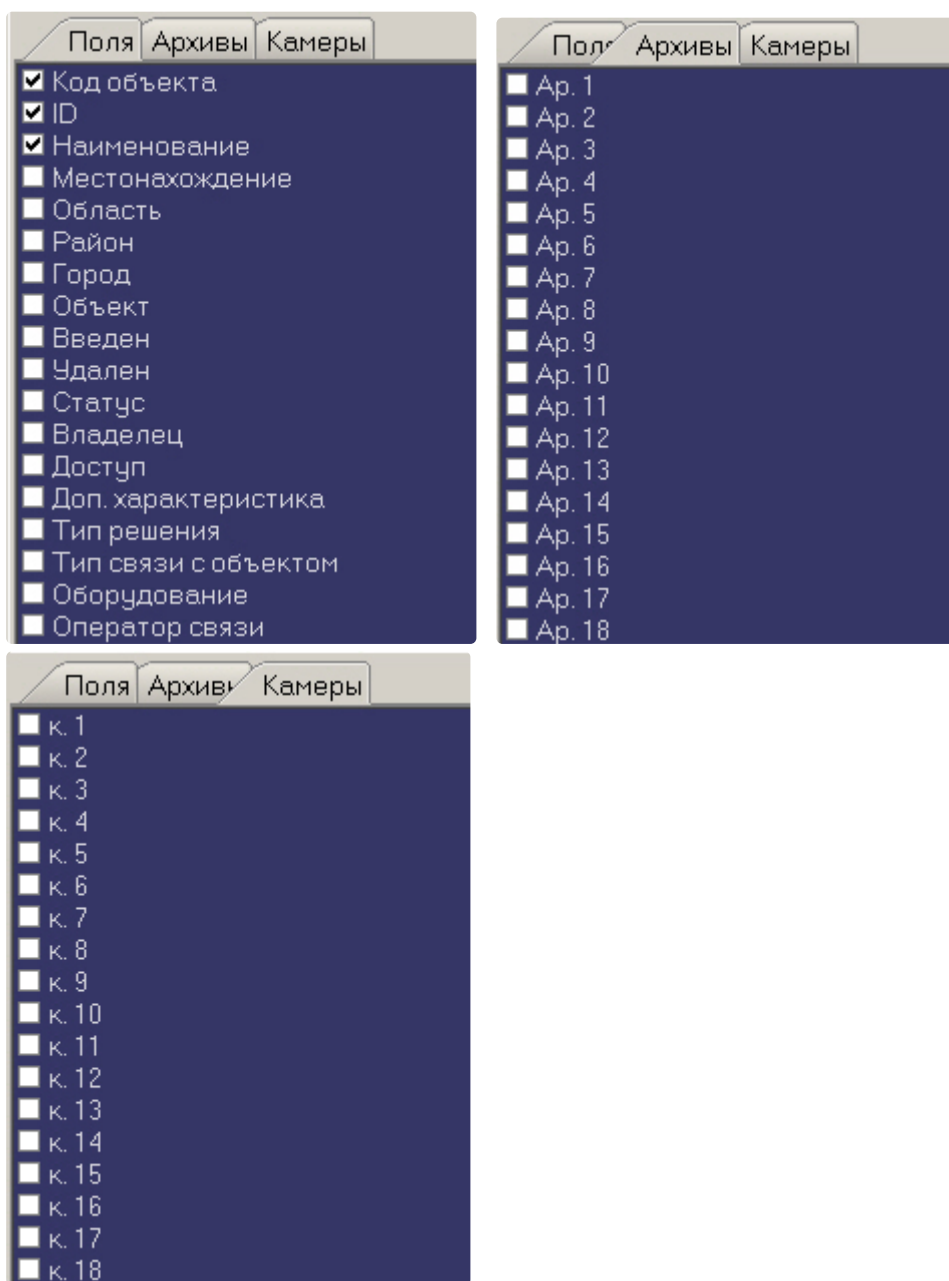 Поля Архивы Камеры
Код объекта
ID
Наименование
Местонахождение
Область
Район
Город
Объект
Введен
Удален
Статус
Владелец
Доступ
Доп. характеристика
Тип решения
Тип связи с объектом
Оборудование
Оператор связи
Поля Архивы Камеры
Ар. 1
Ар. 2
Ар. 3
Ар. 4
Ар. 5
Ар. 6
Ар. 7
Ар. 8
Ар. 9
Ар. 10
Ар. 11
Ар. 12
Ар. 13
Ар. 14
Ар. 15
Ар. 16
Ар. 17
Ар. 18
Поля Архивы Камеры
к. 1
к. 2
к. 3
к. 4
к. 5
к. 6
к. 7
к. 8
к. 9
к. 10
к. 11
к. 12
к. 13
к. 14
к. 15
к. 16
к. 17
к. 18